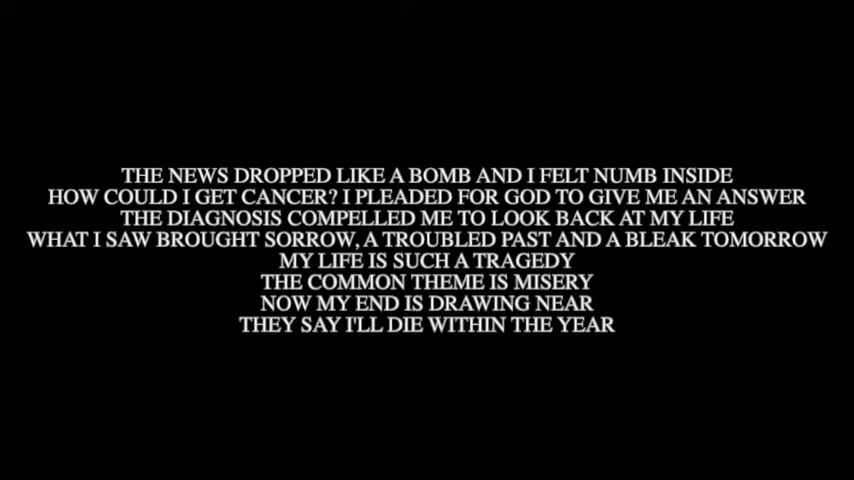 THE NEWS DROPPED LIKE A BOMB AND I FELT NUMB INSIDE
HOW COULD I GET CANCER? I PLEADED FOR GOD TO GIVE ME AN ANSWER
THE DIAGNOSIS COMPELLED ME TO LOOK BACK AT MY LIFE
WHAT I SAW BROUGHT SORROW, A TROUBLED PAST AND A BLEAK TOMORROW
MY LIFE IS SUCH A TRAGEDY
THE COMMON THEME IS MISERY
NOW MY END IS DRAWING NEAR
THEY SAY I'LL DIE WITHIN THE YEAR